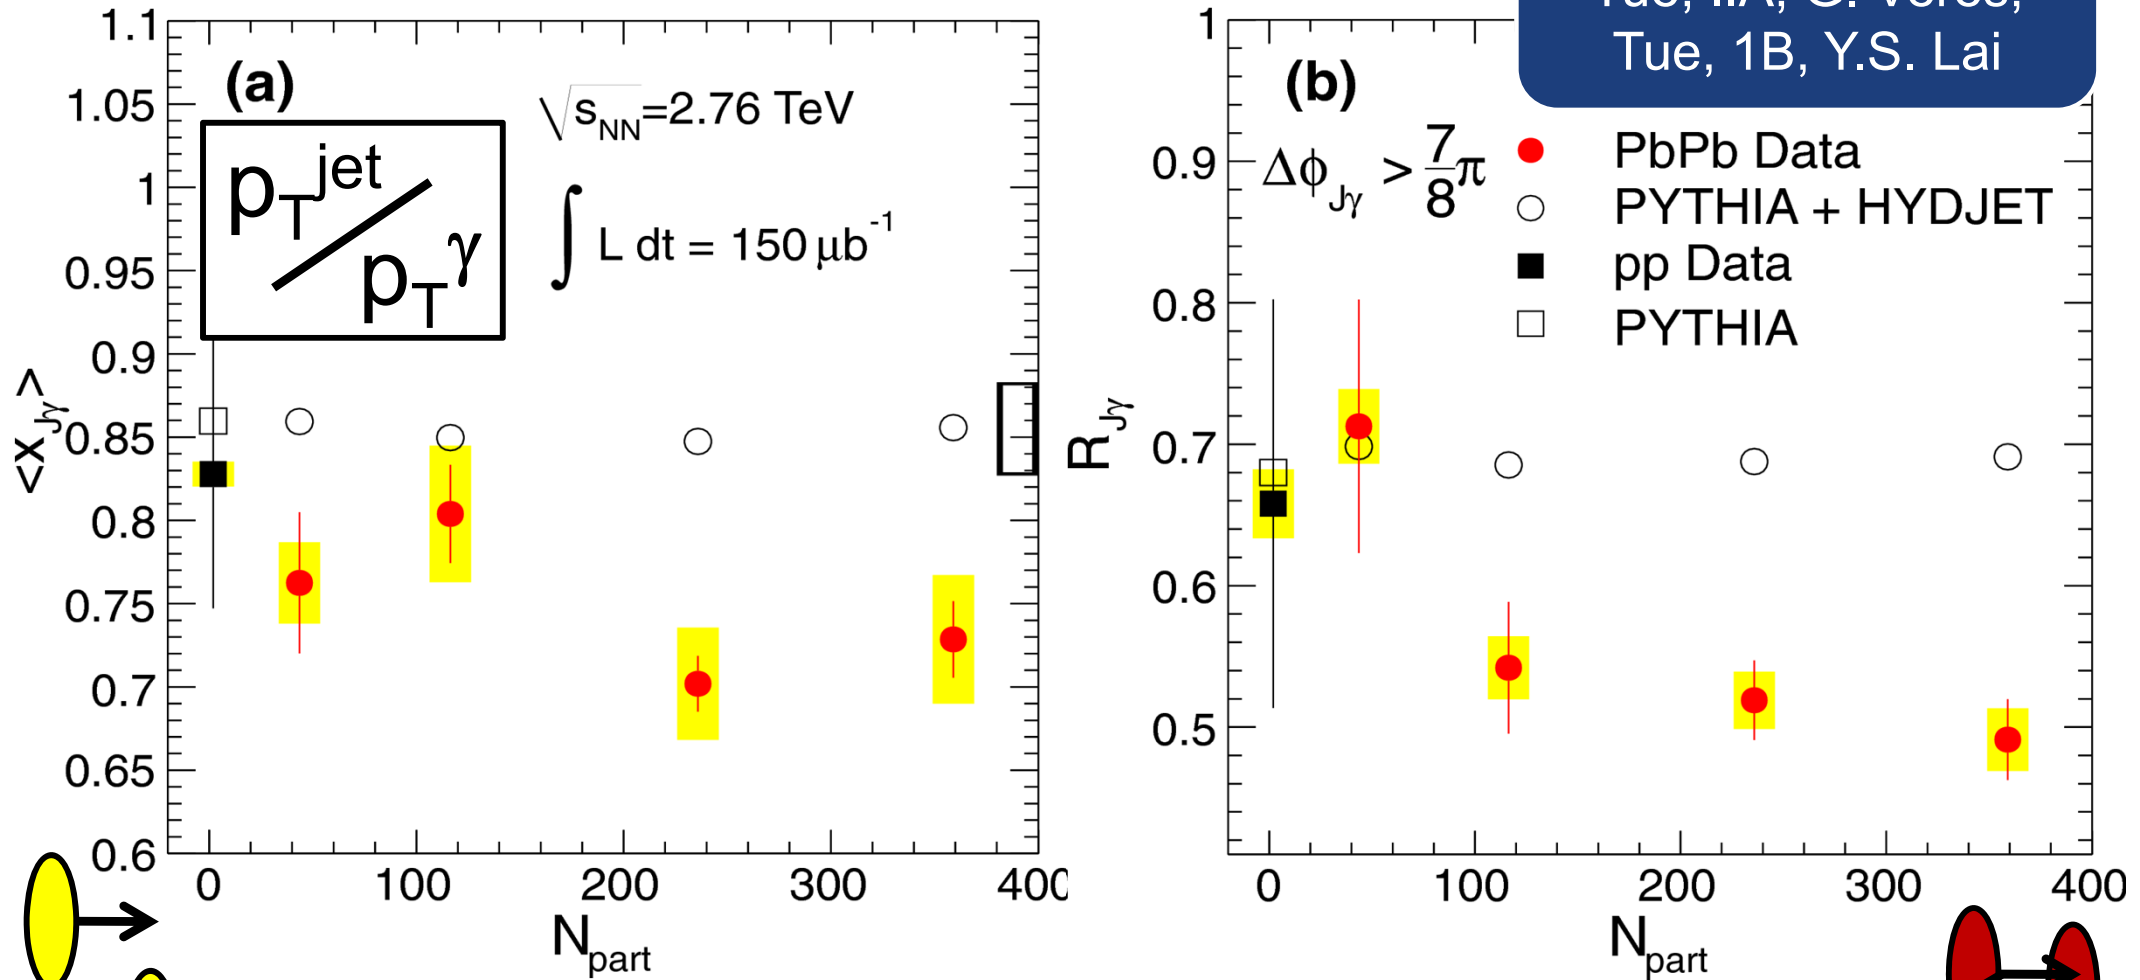 Tue, 1B, Y.S. Lai
(a)
√s_NN=2.76 TeV
p_T^jet / p_T^γ
∫ L dt = 150 μb^-1
<x_Jγ>
1.1
1.05
1
0.95
0.9
0.85
0.8
0.75
0.7
0.65
0.6
0
100
200
300
400
N_part
(b)
Δϕ_Jγ > 7/8 π
PbPb Data
PYTHIA + HYDJET
pp Data
PYTHIA
R_Jγ
1
0.9
0.8
0.7
0.6
0.5
0
100
200
300
400
N_part